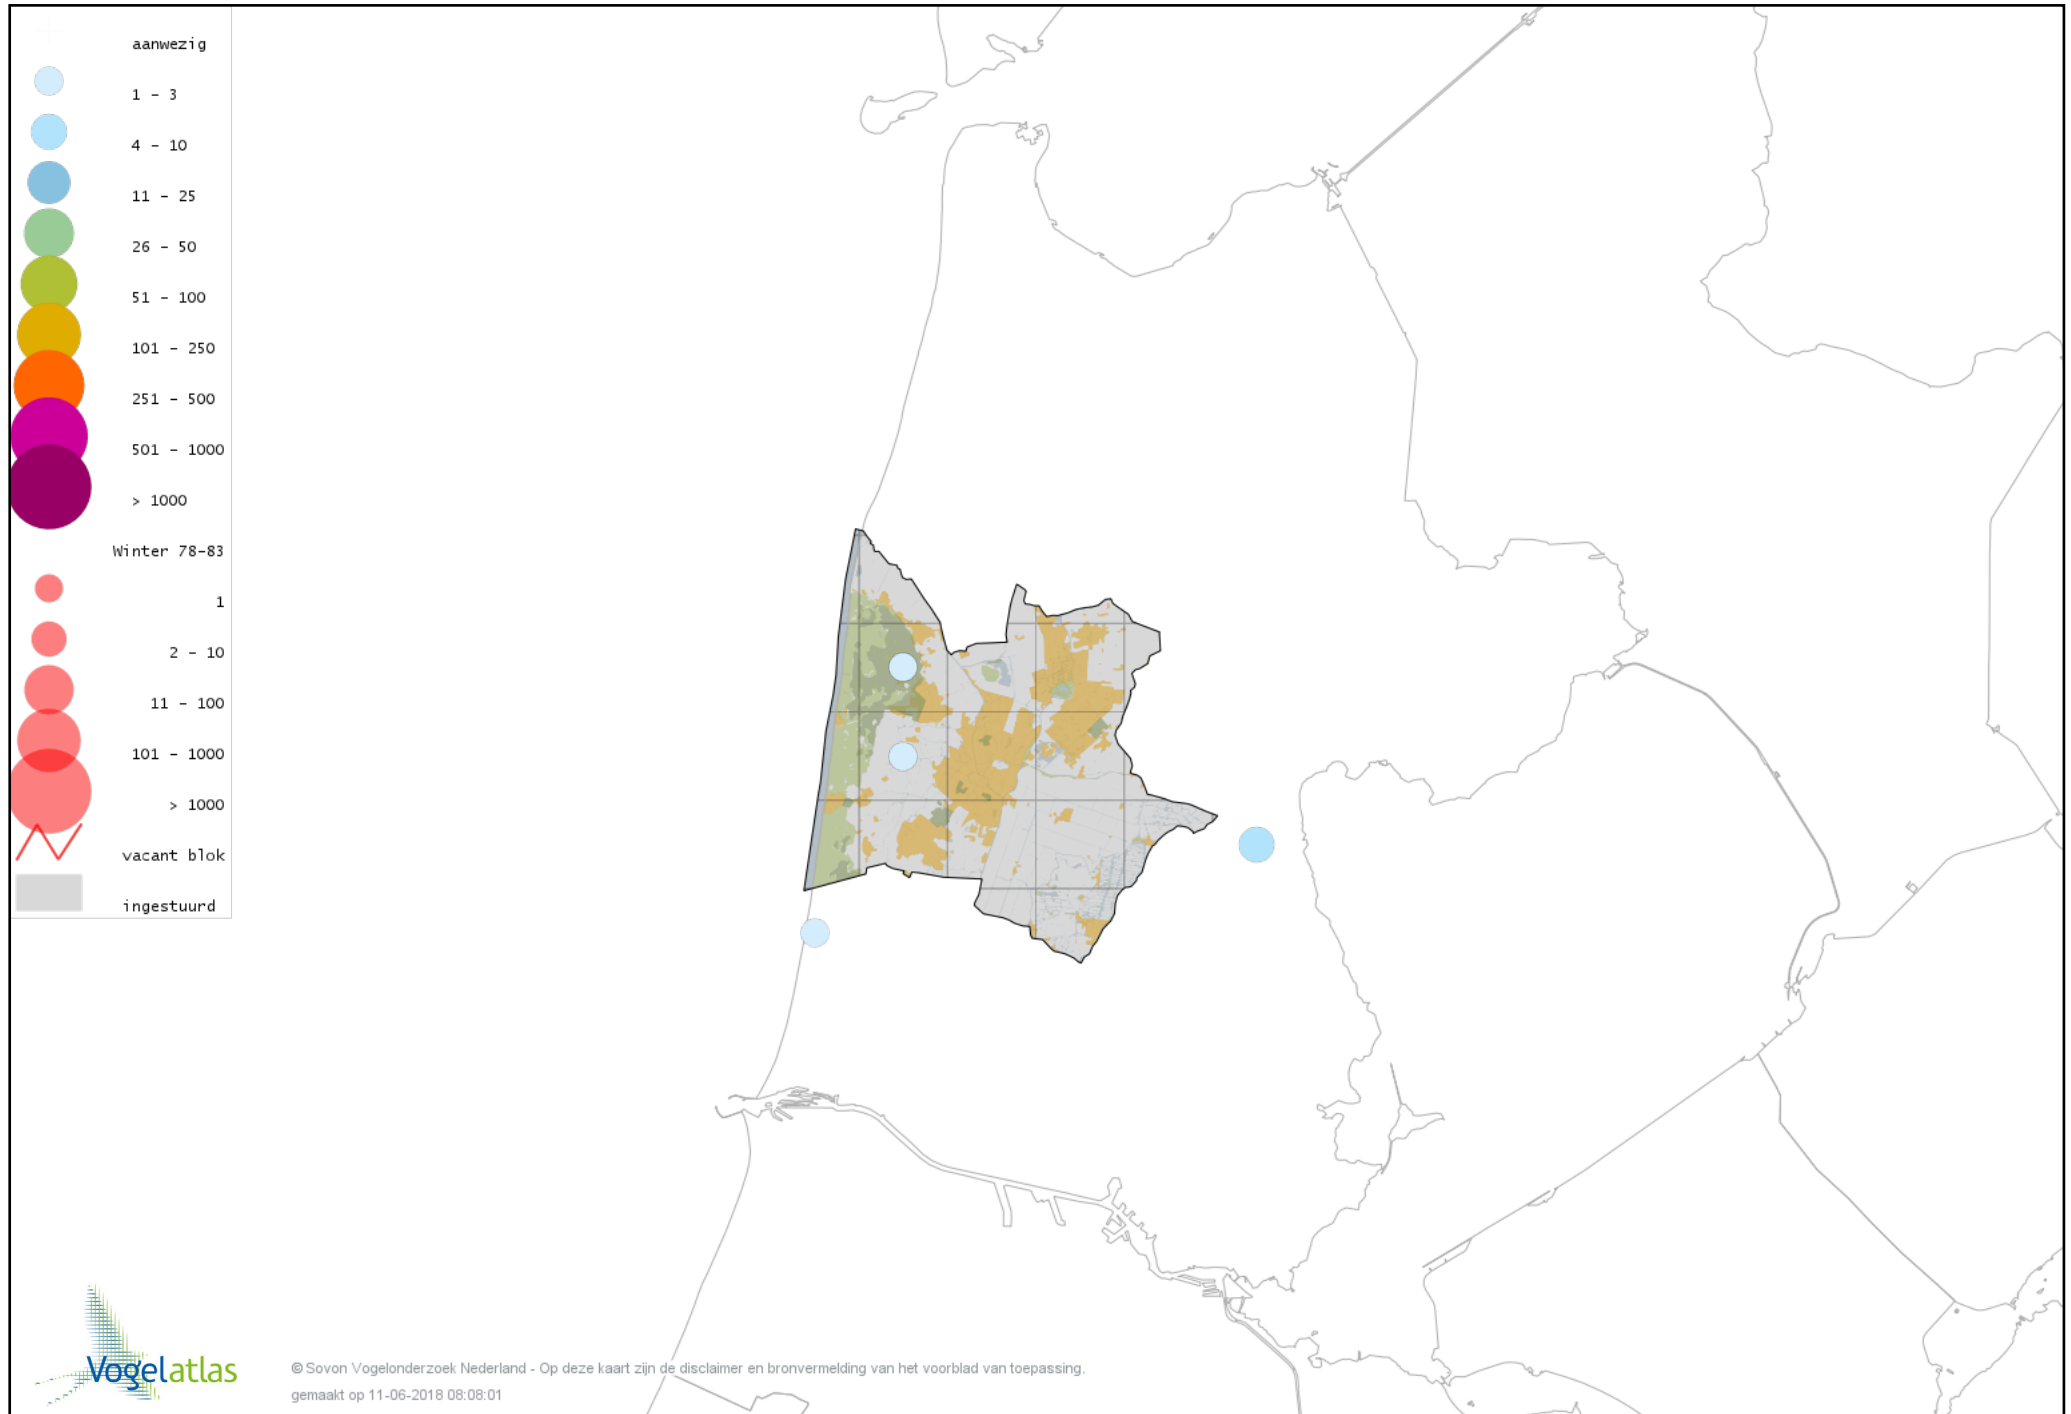 aanwezig
1 – 3
4 – 10
11 – 25
26 – 50
51 – 100
101 – 250
251 – 500
501 – 1000
> 1000
Winter 78-83
1
2 – 10
11 – 100
101 – 1000
> 1000
vacant blok
ingestuurd
Vogelatlas
© Sovon Vogelonderzoek Nederland - Op deze kaart zijn de disclaimer en bronvermelding van het voorblad van toepassing.
gemaakt op 11-06-2018 08:08:01